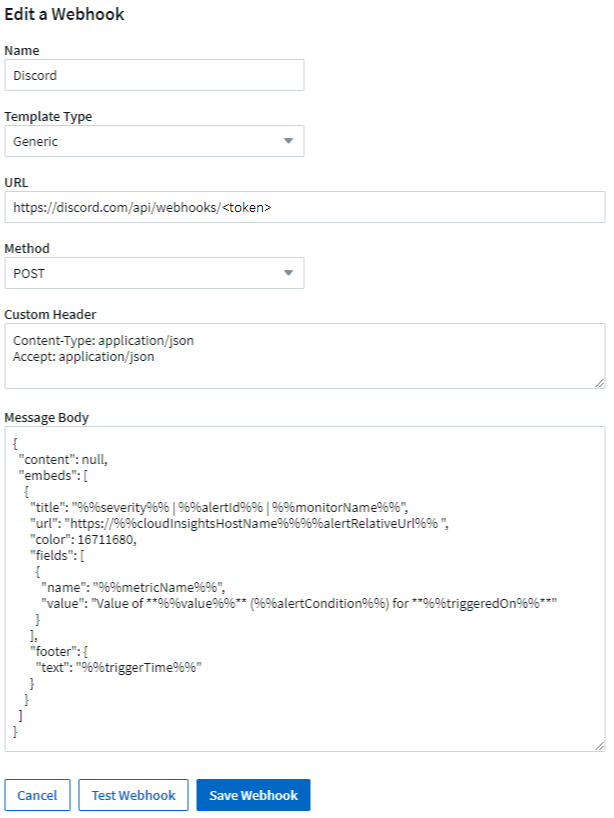 Edit a Webhook
Name
Discord
Template Type
Generic
URL
https://discord.com/api/webhooks/<token>
Method
POST
Custom Header
Content-Type: application/json
Accept: application/json
Message Body
{
"content": null,
"embeds": [
{
"title": "%%severity%% | %%alertId%% | %%monitorName%%",
"url": "https://%%cloudInsightsHostName%%%%alertRelativeUrl%% ",
"color": 16711680,
"fields": [
{
"name": "%%metricName%%",
"value": "Value of **%%value%%** (%%alertCondition%%) for **%%triggeredOn%%**"
}
],
"footer": {
"text": "%%triggerTime%%"
}
}
]
}
Cancel Test Webhook Save Webhook